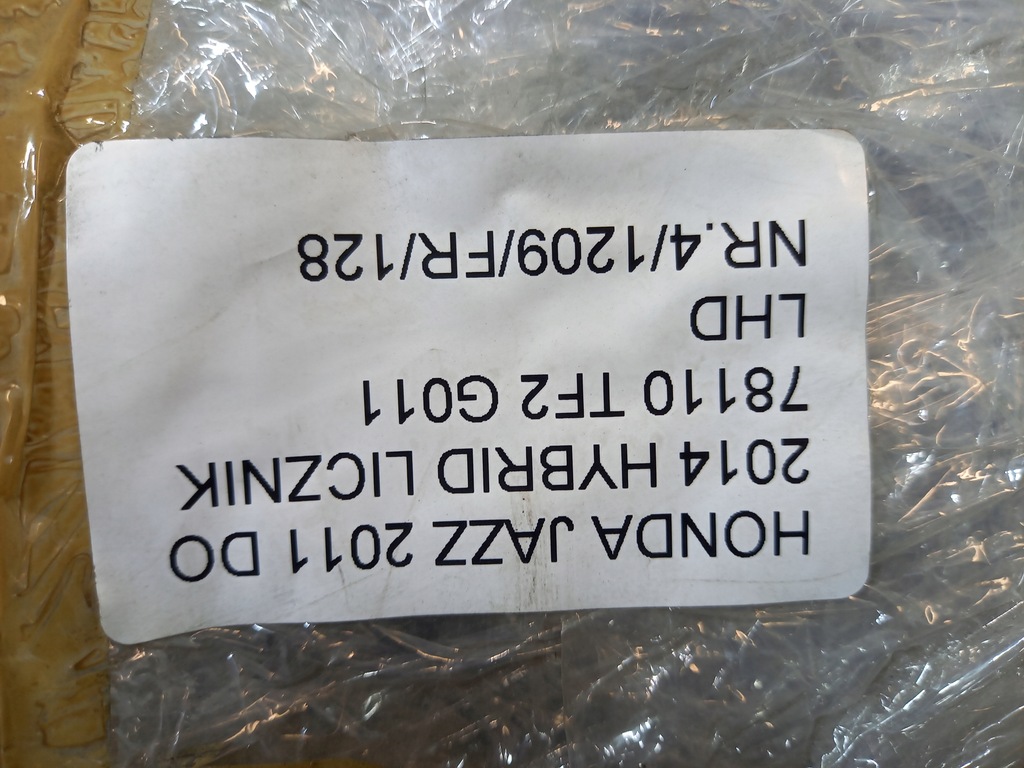 HONDA JAZZ 2011 DO
2014 HYBRID LICZNIK
78110 TF2 G011
LHD
NR.4/1209/FR/128